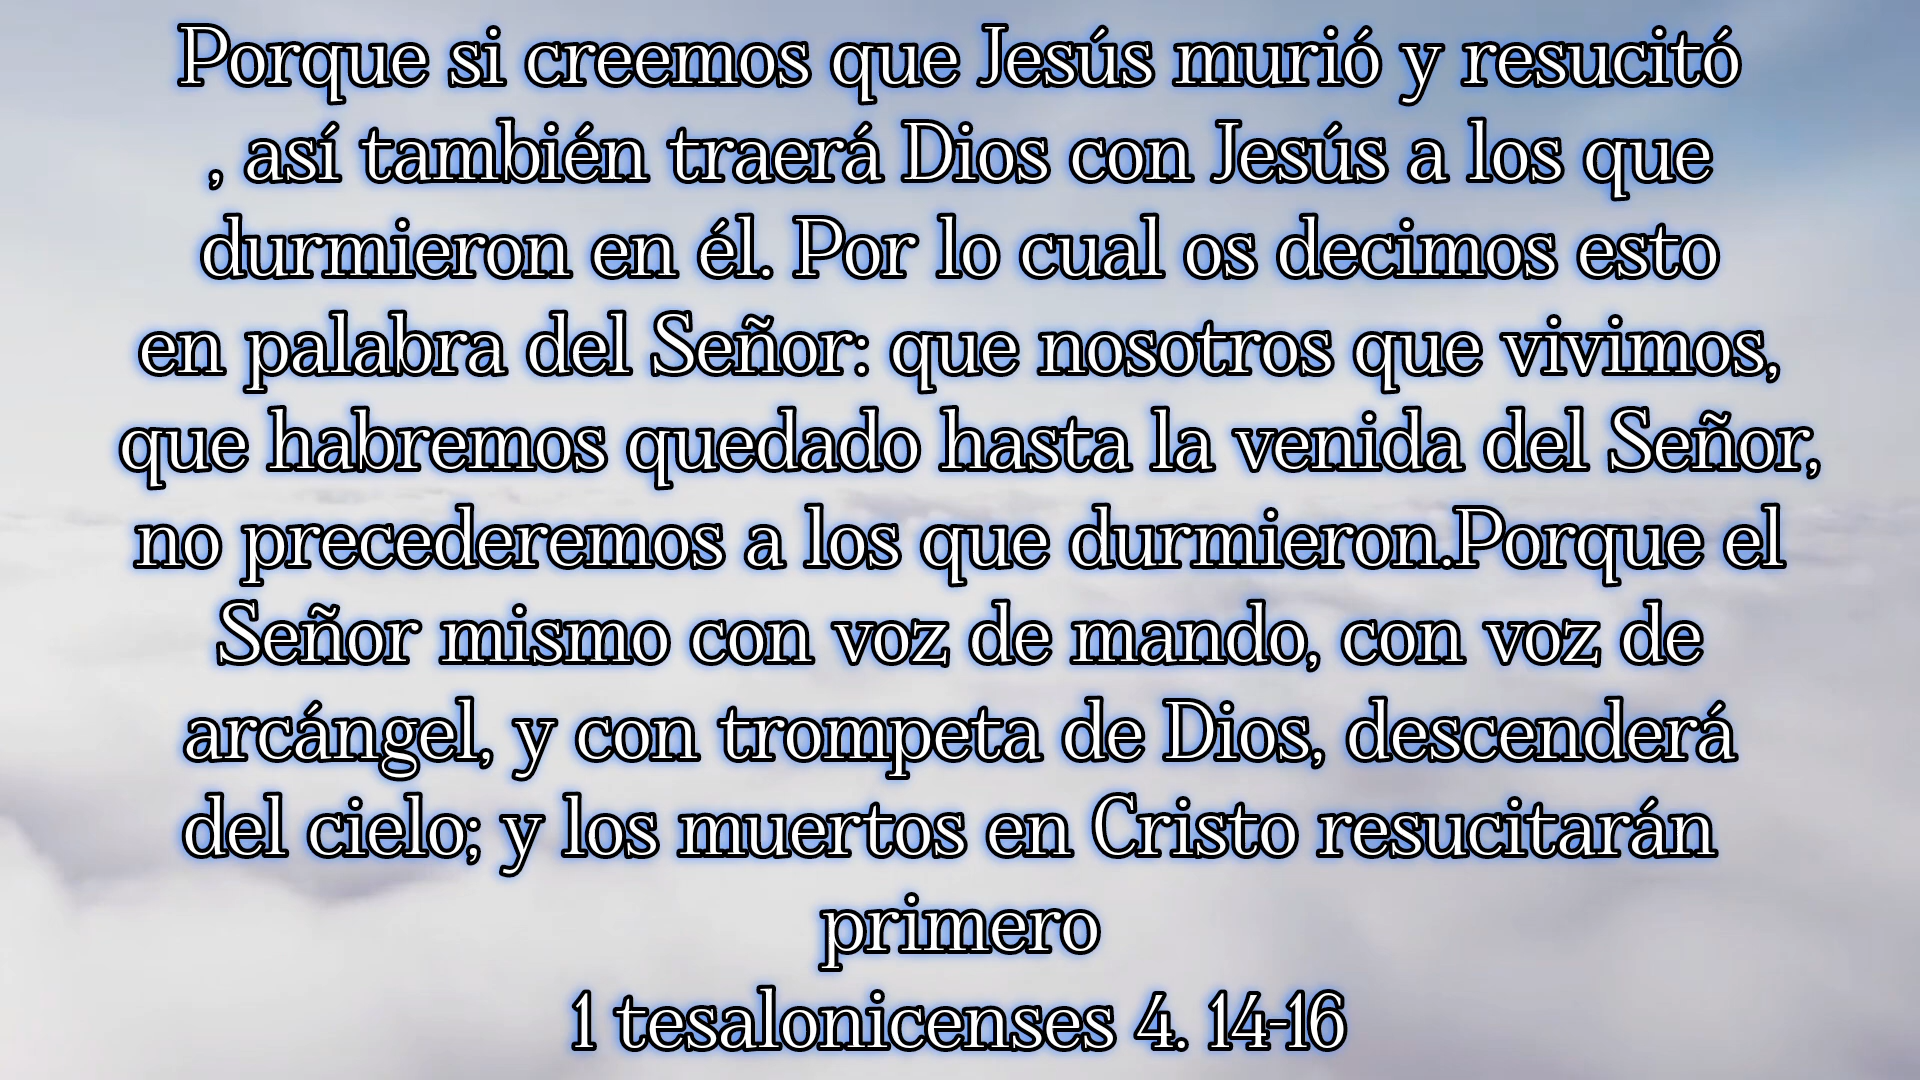 Porque si creemos que Jesús murió y resucitó
, así también traerá Dios con Jesús a los que
durmieron en él. Por lo cual os decimos esto
en palabra del Señor: que nosotros que vivimos,
que habremos quedado hasta la venida del Señor,
no precederemos a los que durmieron.Porque el
Señor mismo con voz de mando, con voz de
arcángel, y con trompeta de Dios, descenderá
del cielo; y los muertos en Cristo resucitarán
primero
1 tesalonicenses 4. 14-16